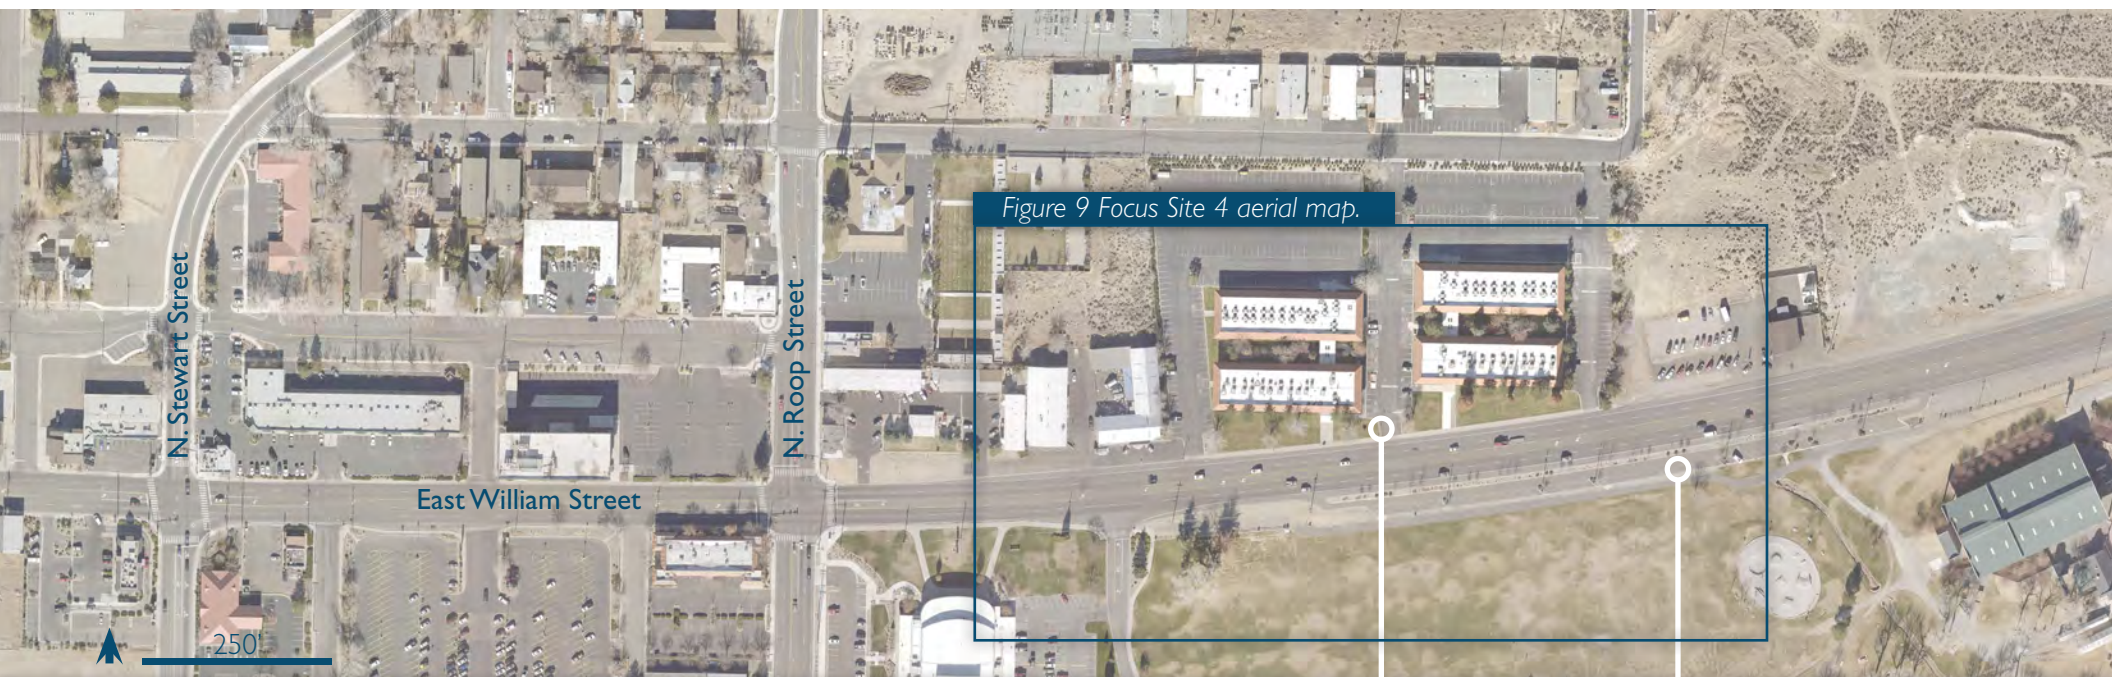 Figure 9 Focus Site 4 aerial map.
N Stewart Street
N. Roop Street
East William Street
250'